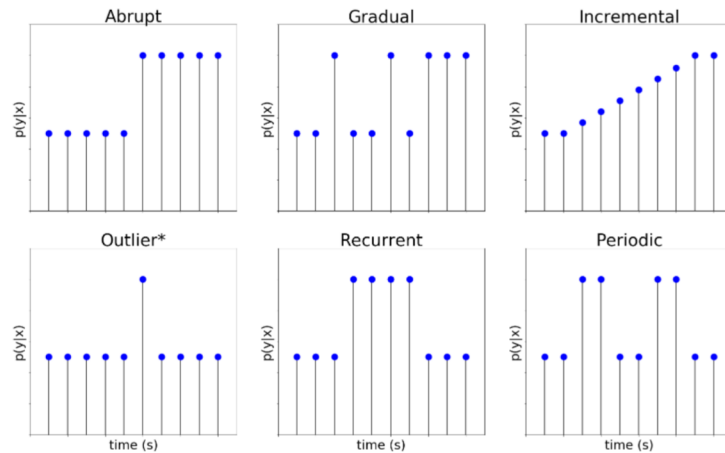 Abrupt
Gradual
Incremental
p(y|x)
p(y|x)
p(y|x)
Outlier*
Recurrent
Periodic
p(y|x)
p(y|x)
p(y|x)
time (s)
time (s)
time (s)